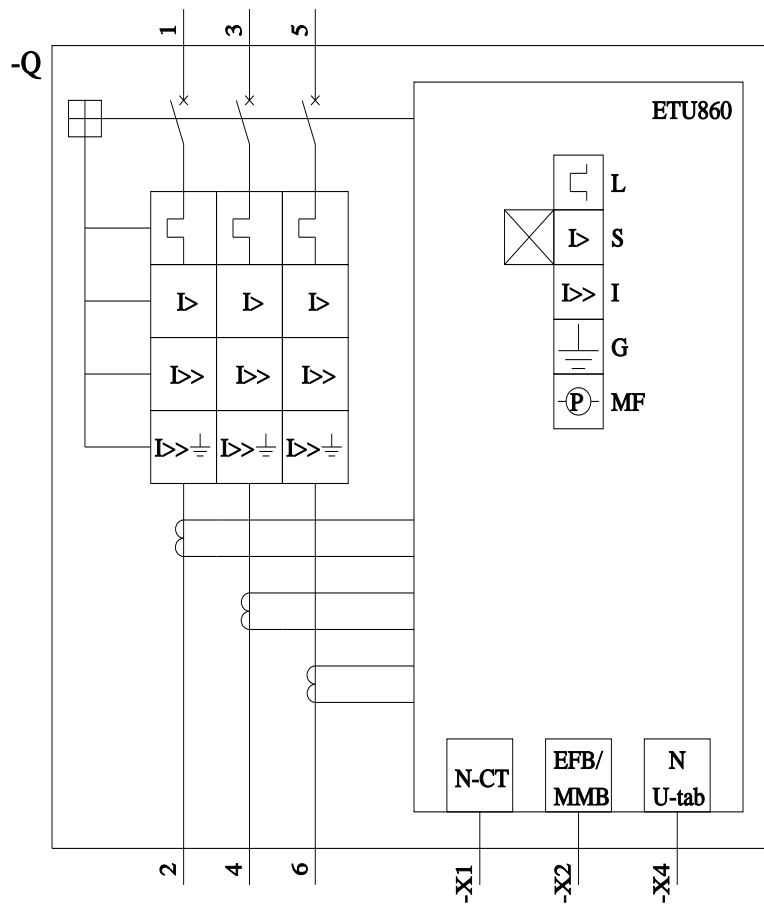 1 3 5
-Q
ETU860
L
I> I> I> I> S
I>> I>> I>> I>> I
G
I>> I>> I>> P MF
N-CT EFB/ N
MMB U-tab
2 4 6 -X1 -X2 -X4